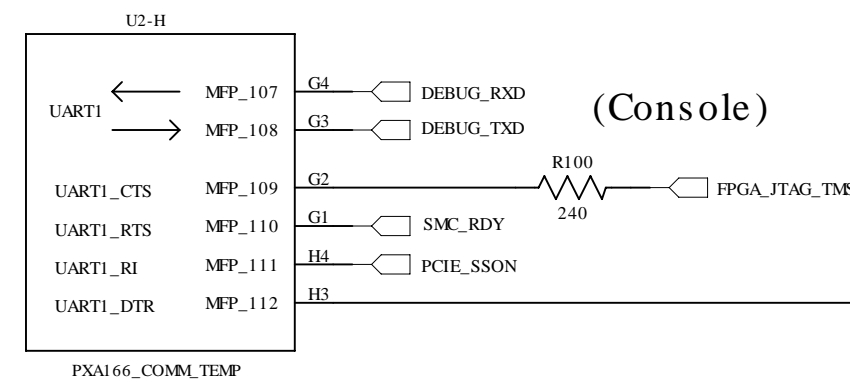 U2-H
MFP_107 G4 DEBUG_RXD
UART1
(Console)
MFP_108 G3 DEBUG_TXD
R100
UART1_CTS MFP_109 G2 FPGA_JTAG_TMS
240
UART1_RTS MFP_110 G1 SMC_RDY
UART1_RI MFP_111 H4 PCIE_SSON
UART1_DTR MFP_112 H3
PXA166_COMM_TEMP